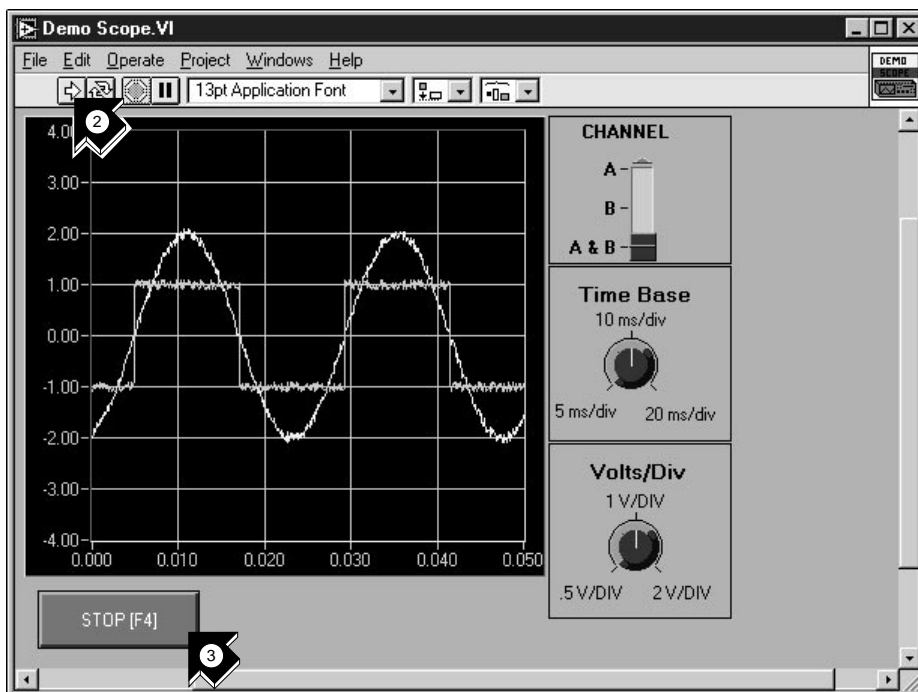 Demo Scope.VI
File Edit Operate Project Windows Help
DEMO
SCOPE
13pt Application Font
2
4.00
3.00
2.00
1.00
0.00
-1.00
-2.00
-3.00
-4.00
0.000 0.010 0.020 0.030 0.040 0.050
CHANNEL
A
B
A & B
Time Base
10 ms/div
5 ms/div 20 ms/div
Volts/Div
1 V/DIV
.5 V/DIV 2 V/DIV
STOP [F4]
3